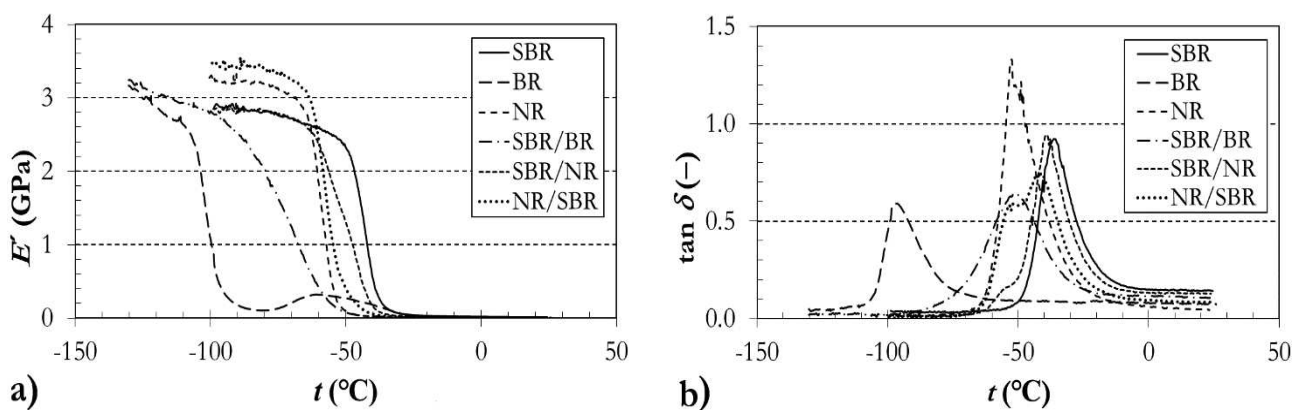 4
3
2
1
0
E′ (GPa)
-150 -100 -50 0 50
t (°C)
SBR
BR
NR
SBR/BR
SBR/NR
NR/SBR
a)
1.5
1.0
0.5
0.0
tan δ (–)
-150 -100 -50 0 50
t (°C)
SBR
BR
NR
SBR/BR
SBR/NR
NR/SBR
b)